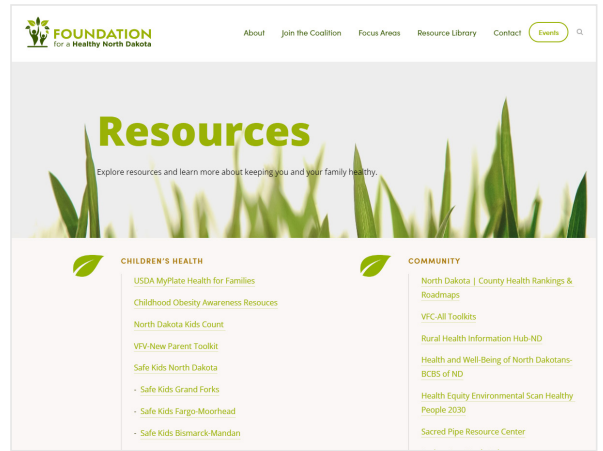 FOUNDATION
for a Healthy North Dakota
About Join the Coalition Focus Areas Resource Library Contact Events
Resources
Explore resources and learn more about keeping you and your family healthy.
CHILDREN'S HEALTH
USDA MyPlate Health for Families
Childhood Obesity Awareness Resouces
North Dakota Kids Count
VFV-New Parent Toolkit
Safe Kids North Dakota
- Safe Kids Grand Forks
- Safe Kids Fargo-Moorhead
- Safe Kids Bismarck-Mandan
COMMUNITY
North Dakota | County Health Rankings &
Roadmaps
VFC-All Toolkits
Rural Health Information Hub-ND
Health and Well-Being of North Dakotans-
BCBS of ND
Health Equity Environmental Scan Healthy
People 2030
Sacred Pipe Resource Center